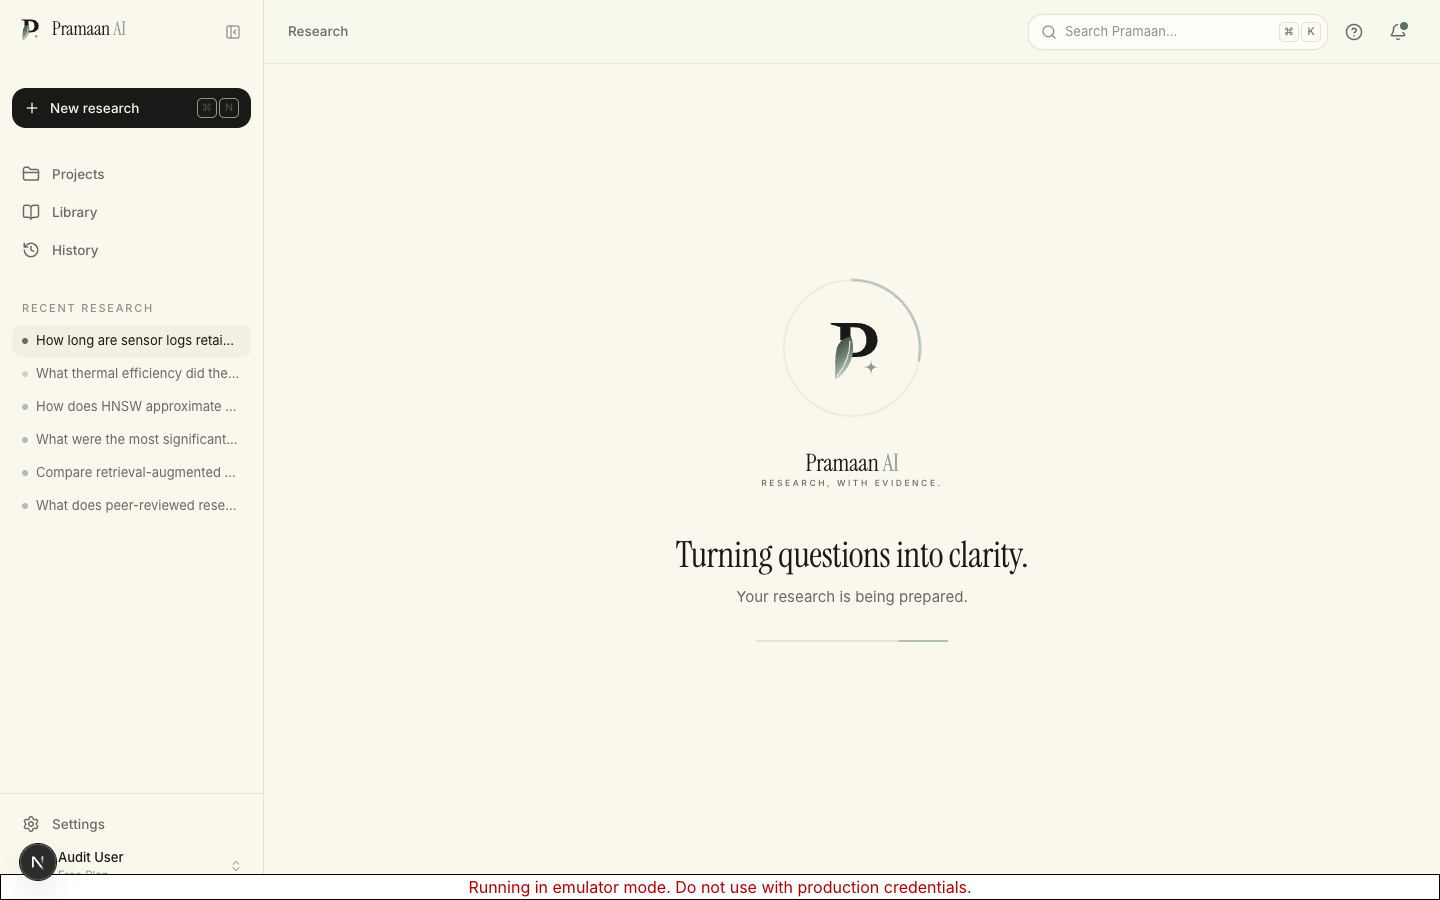 Pramaan AI
Research
Search Pramaan...
⌘ K
New research
⌘ N
Projects
Library
History
RECENT RESEARCH
How long are sensor logs retai...
What thermal efficiency did the...
How does HNSW approximate ...
What were the most significant...
Compare retrieval-augmented ...
What does peer-reviewed rese...
Pramaan AI
RESEARCH, WITH EVIDENCE.
Turning questions into clarity.
Your research is being prepared.
Settings
N
Audit User
Free Plan
Running in emulator mode. Do not use with production credentials.